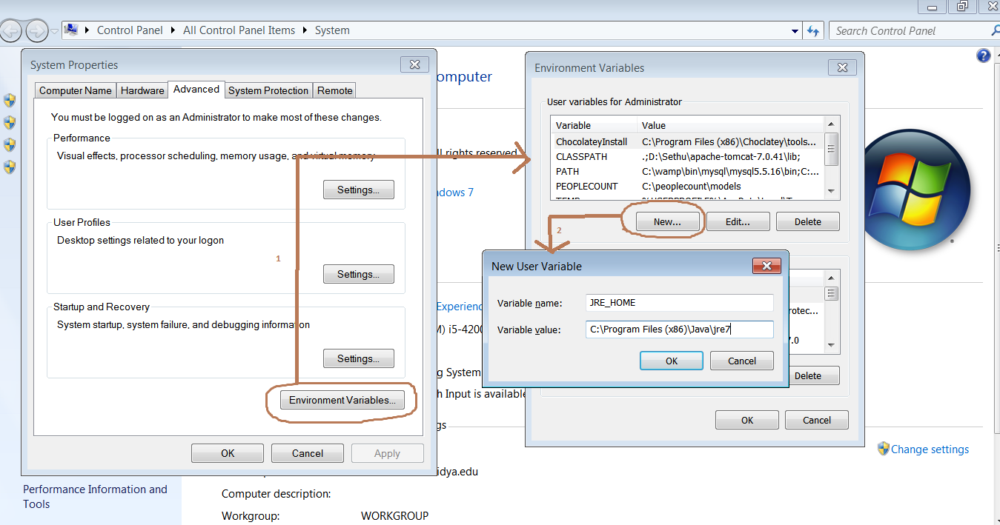 Control Panel ▸ All Control Panel Items ▸ System
Search Control Panel
System Properties
Computer Name
Hardware
Advanced
System Protection
Remote
You must be logged on as an Administrator to make most of these changes.
Performance
Visual effects, processor scheduling, memory usage, and virtual memory
Settings...
User Profiles
Desktop settings related to your logon
1
Settings...
Startup and Recovery
System startup, system failure, and debugging information
Settings...
Environment Variables...
OK
Cancel
Apply
omputer
ll rights reserved
dows 7
Experienc
M) i5-420
g System
h Input is available
gs
idya.edu
Environment Variables
User variables for Administrator
Variable Value
ChocolateyInstall C:\Program Files (x86)\Choclatey\tools...
CLASSPATH .;D:\Sethu\apache-tomcat-7.0.41\lib;
PATH C:\wamp\bin\mysql\mysql5.5.16\bin;C:...
PEOPLECOUNT C:\peoplecount\models
New...
Edit...
Delete
2
New User Variable
Variable name: JRE_HOME
Variable value: C:\Program Files (x86)\Java\jre7
OK
Cancel
rotec...
7.0
Delete
OK
Cancel
Change settings
Performance Information and
Tools
Computer description:
Workgroup: WORKGROUP